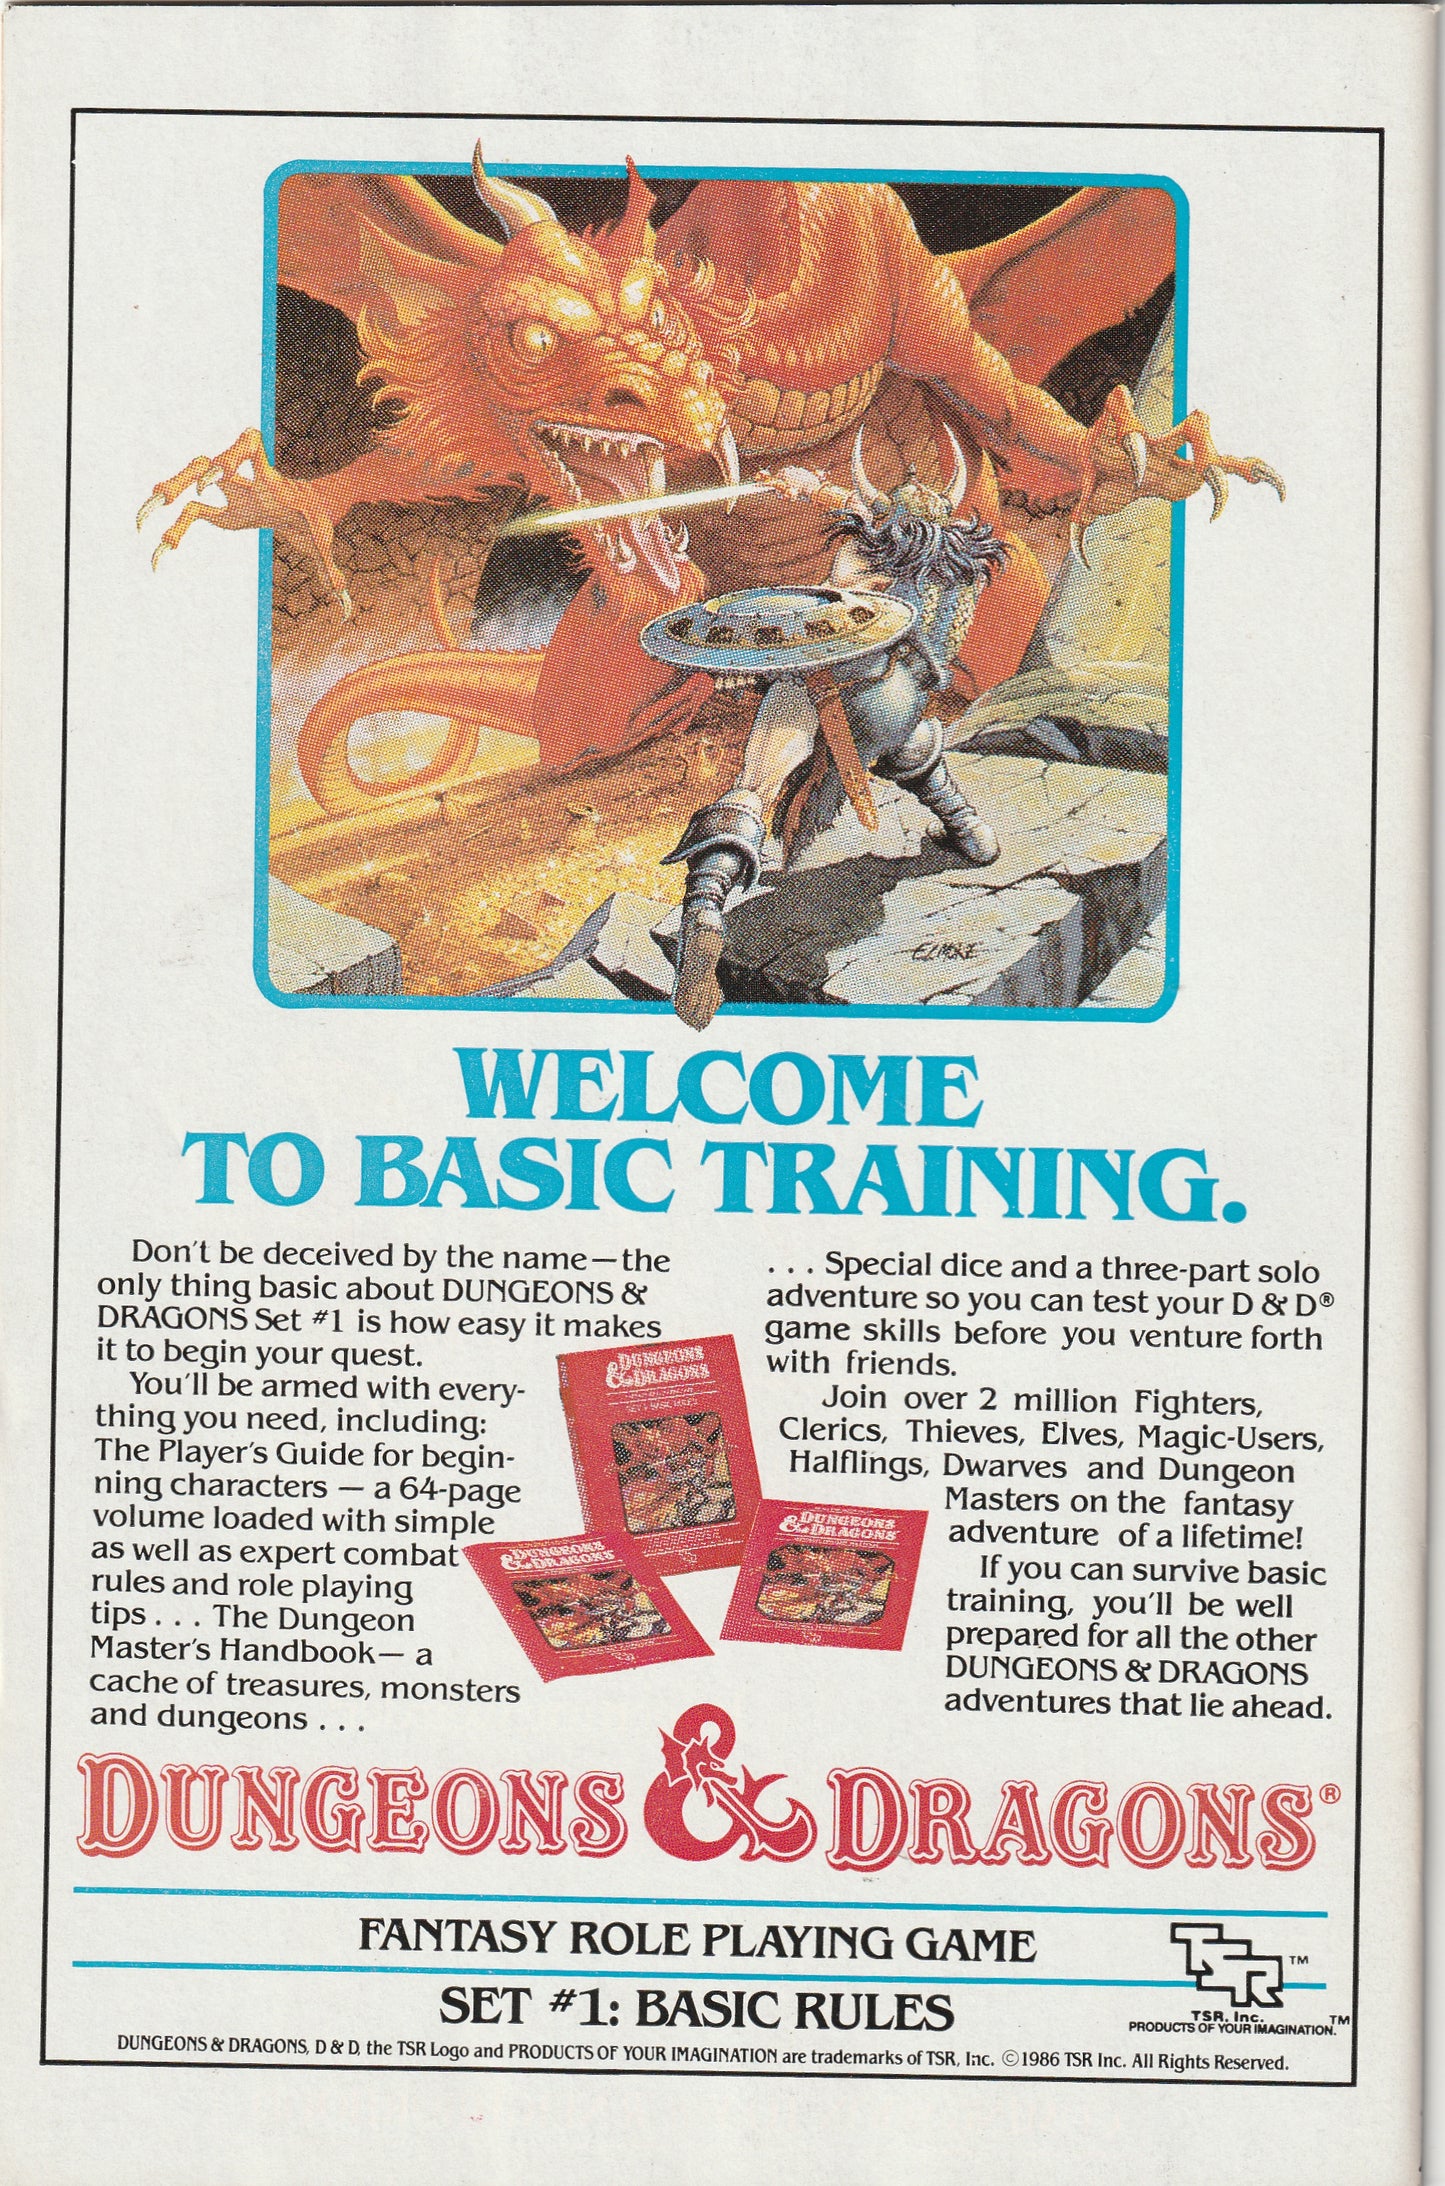 ELMORE
WELCOME
TO BASIC TRAINING.
Don't be deceived by the name—the
only thing basic about DUNGEONS &
DRAGONS Set #1 is how easy it makes
it to begin your quest.
You'll be armed with every-
thing you need, including:
The Player's Guide for begin-
ning characters — a 64-page
volume loaded with simple
as well as expert combat
rules and role playing
tips . . . The Dungeon
Master's Handbook— a
cache of treasures, monsters
and dungeons . . .
. . . Special dice and a three-part solo
adventure so you can test your D & D®
game skills before you venture forth
with friends.
Join over 2 million Fighters,
Clerics, Thieves, Elves, Magic-Users,
Halflings, Dwarves and Dungeon
Masters on the fantasy
adventure of a lifetime!
If you can survive basic
training, you'll be well
prepared for all the other
DUNGEONS & DRAGONS
adventures that lie ahead.
DUNGEONS
& DRAGONS
DUNGEONS
& DRAGONS
DUNGEONS
& DRAGONS
DUNGEONS & DRAGONS®
FANTASY ROLE PLAYING GAME
SET #1: BASIC RULES
TSR™
TSR, Inc.
PRODUCTS OF YOUR IMAGINATION.™
DUNGEONS & DRAGONS, D & D, the TSR Logo and PRODUCTS OF YOUR IMAGINATION are trademarks of TSR, Inc. ©1986 TSR Inc. All Rights Reserved.